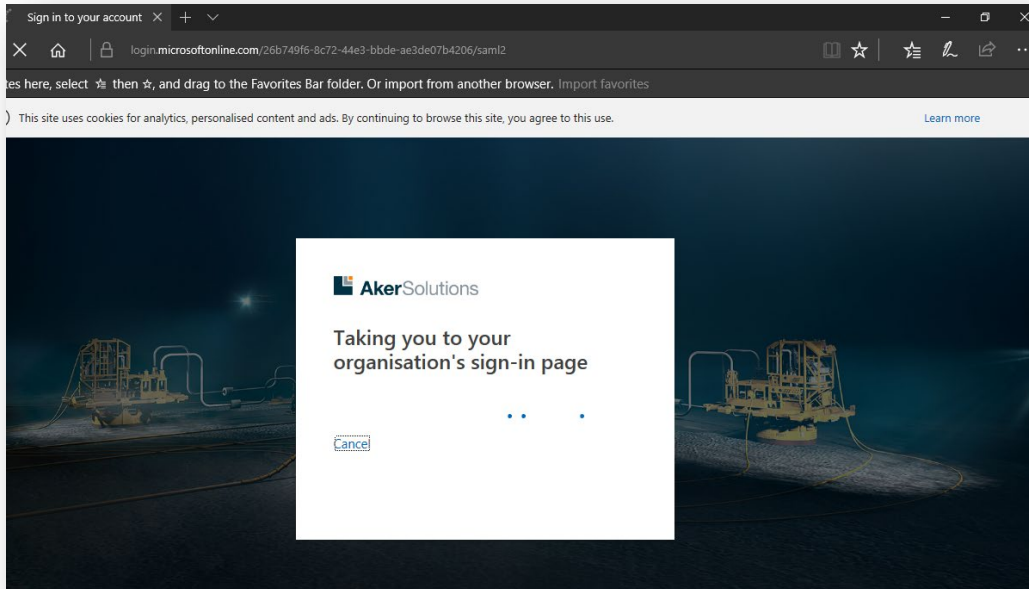 Sign in to your account
login.microsoftonline.com/26b749f6-8c72-44e3-bbde-ae3de07b4206/saml2
tes here, select ☆ then ☆, and drag to the Favorites Bar folder. Or import from another browser. Import favorites
This site uses cookies for analytics, personalised content and ads. By continuing to browse this site, you agree to this use. Learn more
AkerSolutions
Taking you to your
organisation's sign-in page
Cancel